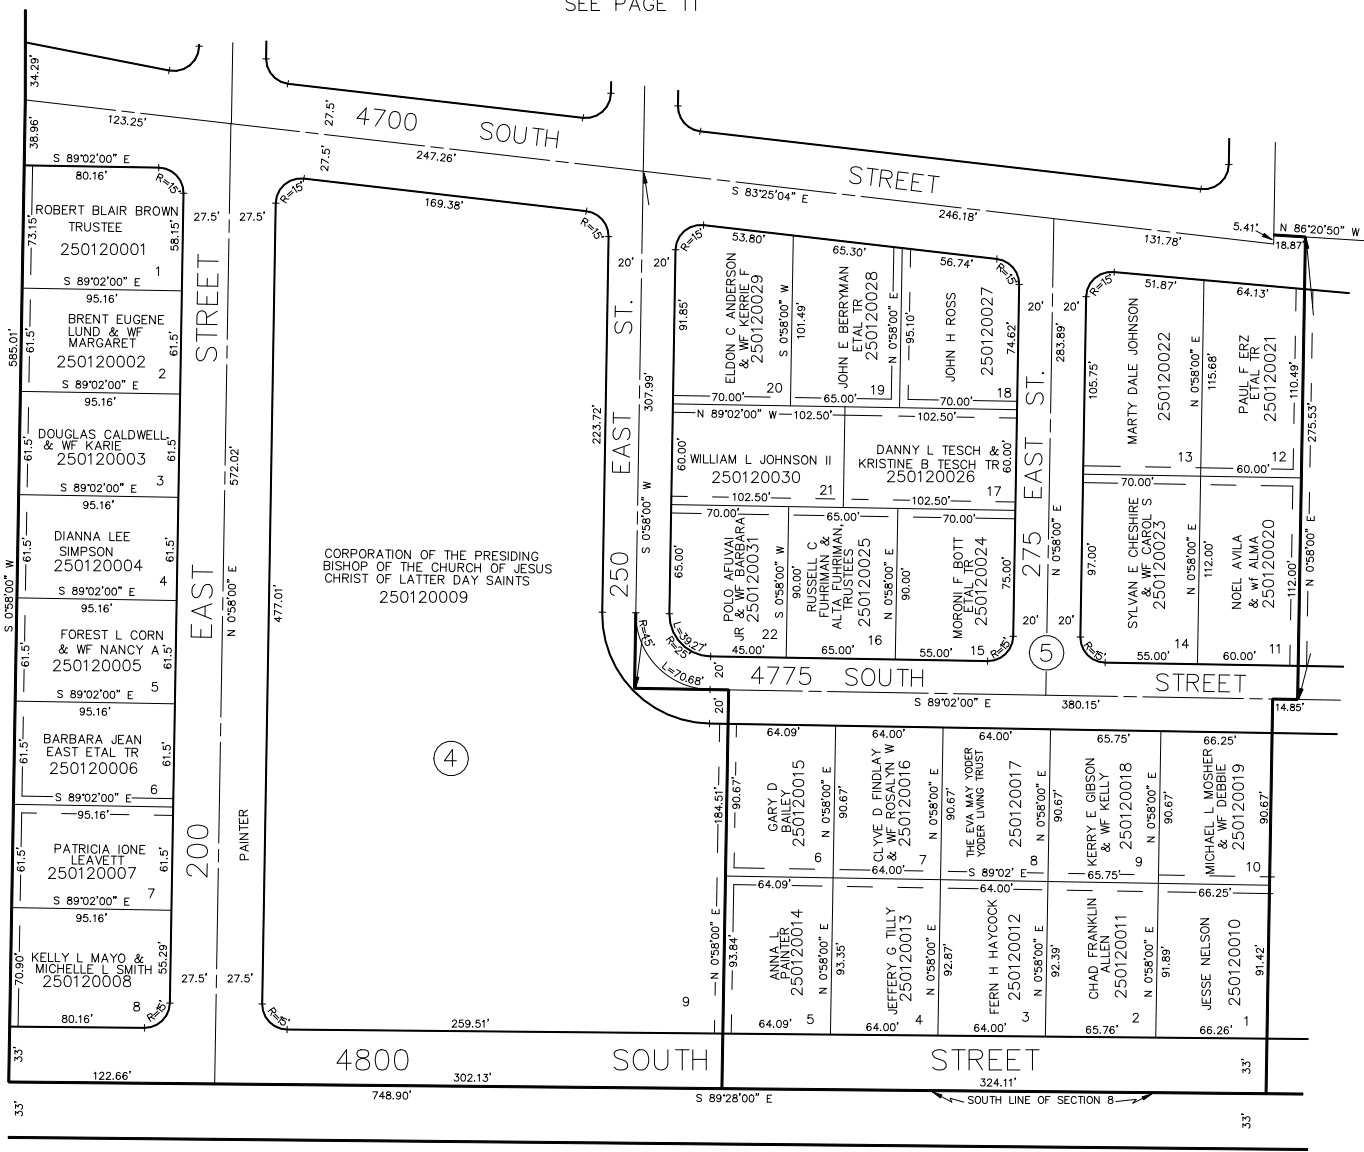 SEE PAGE 11
34.29'
38.96'
123.25'
27.5'
4700 SOUTH STREET
27.5'
247.26'
S 83°25'04" E
246.18'
131.78'
5.41'
N 86°20'50" W
18.87'
S 89°02'00" E
80.16'
R=15'
73.15'
58.15'
ROBERT BLAIR BROWN
TRUSTEE
250120001
1
S 89°02'00" E
95.16'
61.5'
61.5'
BRENT EUGENE
LUND & WF
MARGARET
250120002
2
S 89°02'00" E
95.16'
61.5'
61.5'
DOUGLAS CALDWELL
& WF KARIE
250120003
3
S 89°02'00" E
95.16'
61.5'
61.5'
DIANNA LEE
SIMPSON
250120004
4
S 89°02'00" E
95.16'
61.5'
61.5'
FOREST L CORN
& WF NANCY A
250120005
5
S 89°02'00" E
95.16'
61.5'
61.5'
BARBARA JEAN
EAST ETAL TR
250120006
6
S 89°02'00" E
95.16'
61.5'
61.5'
PATRICIA IONE
LEAVETT
250120007
7
S 89°02'00" E
95.16'
70.90'
55.29'
KELLY L MAYO &
MICHELLE L SMITH
250120008
8
80.16'
R=15'
585.01'
S 0°58'00" W
33'
33'
122.66'
27.5'
27.5'
200 EAST STREET
572.02'
N 0°58'00" E
PAINTER
27.5'
27.5'
R=15'
169.38'
R=15'
477.01'
223.72'
CORPORATION OF THE PRESIDING
BISHOP OF THE CHURCH OF JESUS
CHRIST OF LATTER DAY SAINTS
250120009
4
184.51'
N 0°58'00" E
9
R=15'
259.51'
20'
20'
250 EAST ST.
307.99'
S 0°58'00" W
R=45'
L=70.68'
L=39.27'
R=25'
R=15'
53.80'
91.85'
ELDON C ANDERSON
& WF KERRIE F
250120029
S 0°58'00" W
101.49'
20
70.00'
65.30'
JOHN E BERRYMAN
ETAL TR
250120028
N 0°58'00" E
19
65.00'
56.74'
95.10'
JOHN H ROSS
250120027
74.62'
18
70.00'
N 89°02'00" W
102.50'
102.50'
60.00'
WILLIAM L JOHNSON II
250120030
21
102.50'
DANNY L TESCH &
KRISTINE B TESCH TR
250120026
60.00'
17
102.50'
70.00'
65.00'
POLO AFUVAI
JR & WF BARBARA
250120031
S 0°58'00" W
90.00'
22
45.00'
65.00'
RUSSELL C
FUHRIMAN &
ALTA FUHRIMAN,
TRUSTEES
250120025
N 0°58'00" E
90.00'
16
65.00'
70.00'
MORONI F BOTT
ETAL TR
250120024
75.00'
15
55.00'
R=15'
20'
20'
275 EAST ST.
283.89'
N 0°58'00" E
20'
20'
5
R=15'
51.87'
105.75'
MARTY DALE JOHNSON
250120022
N 0°58'00" E
115.68'
13
70.00'
64.13'
PAUL F ERZ
ETAL TR
250120021
110.49'
12
60.00'
97.00'
SYLVAN E CHESHIRE
& WF CAROL S
250120023
N 0°58'00" E
112.00'
14
55.00'
R=15'
NOEL AVILA
& wf ALMA
250120020
112.00'
11
60.00'
275.53'
N 0°58'00" E
20'
20'
4775 SOUTH STREET
S 89°02'00" E
380.15'
14.85'
64.09'
90.67'
GARY D
BAILEY
250120015
N 0°58'00" E
90.67'
6
64.09'
64.00'
CLYVE D FINDLAY
& WF ROSALYN W
250120016
N 0°58'00" E
90.67'
7
64.00'
64.00'
THE EVA MAY YODER
YODER LIVING TRUST
250120017
N 0°58'00" E
90.67'
8
S 89°02' E
64.00'
65.75'
KERRY E GIBSON
& WF KELLY
250120018
N 0°58'00" E
90.67'
9
65.75'
66.25'
MICHAEL L MOSHER
& WF DEBBIE
250120019
90.67'
10
66.25'
93.84'
ANNA L
PAINTER
250120014
N 0°58'00" E
93.35'
64.09'
5
JEFFERY G TILLY
250120013
N 0°58'00" E
92.87'
64.00'
4
FERN H HAYCOCK
250120012
N 0°58'00" E
92.39'
64.00'
3
CHAD FRANKLIN
ALLEN
250120011
N 0°58'00" E
91.89'
65.76'
2
JESSE NELSON
250120010
91.42'
66.26'
1
4800 SOUTH STREET
302.13'
324.11'
33'
748.90'
S 89°28'00" E
SOUTH LINE OF SECTION 8
33'